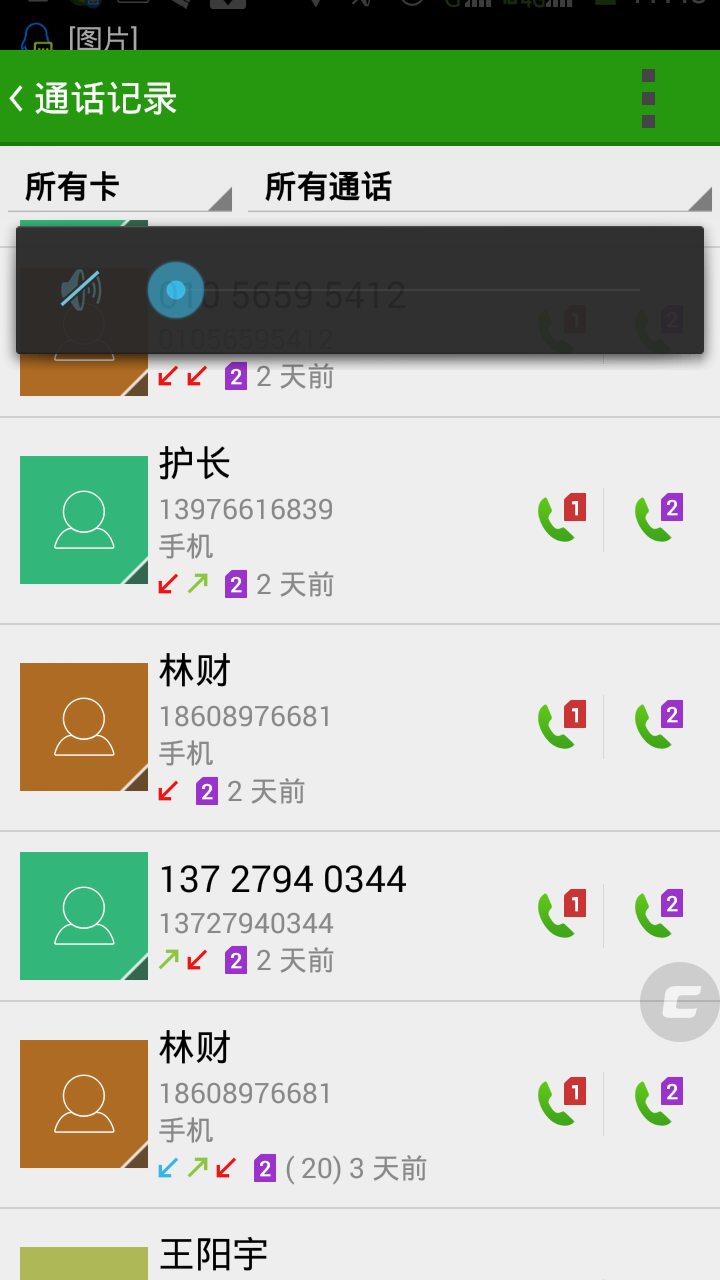 [图片]
通话记录
所有卡 所有通话
010 5659 5412
01056595412
1 2
2 2 天前
护长
13976616839
1 2
手机
2 2 天前
林财
18608976681
1 2
手机
2 2 天前
137 2794 0344
13727940344
1 2
2 2 天前
林财
18608976681
1 2
手机
2 ( 20) 3 天前
王阳宇